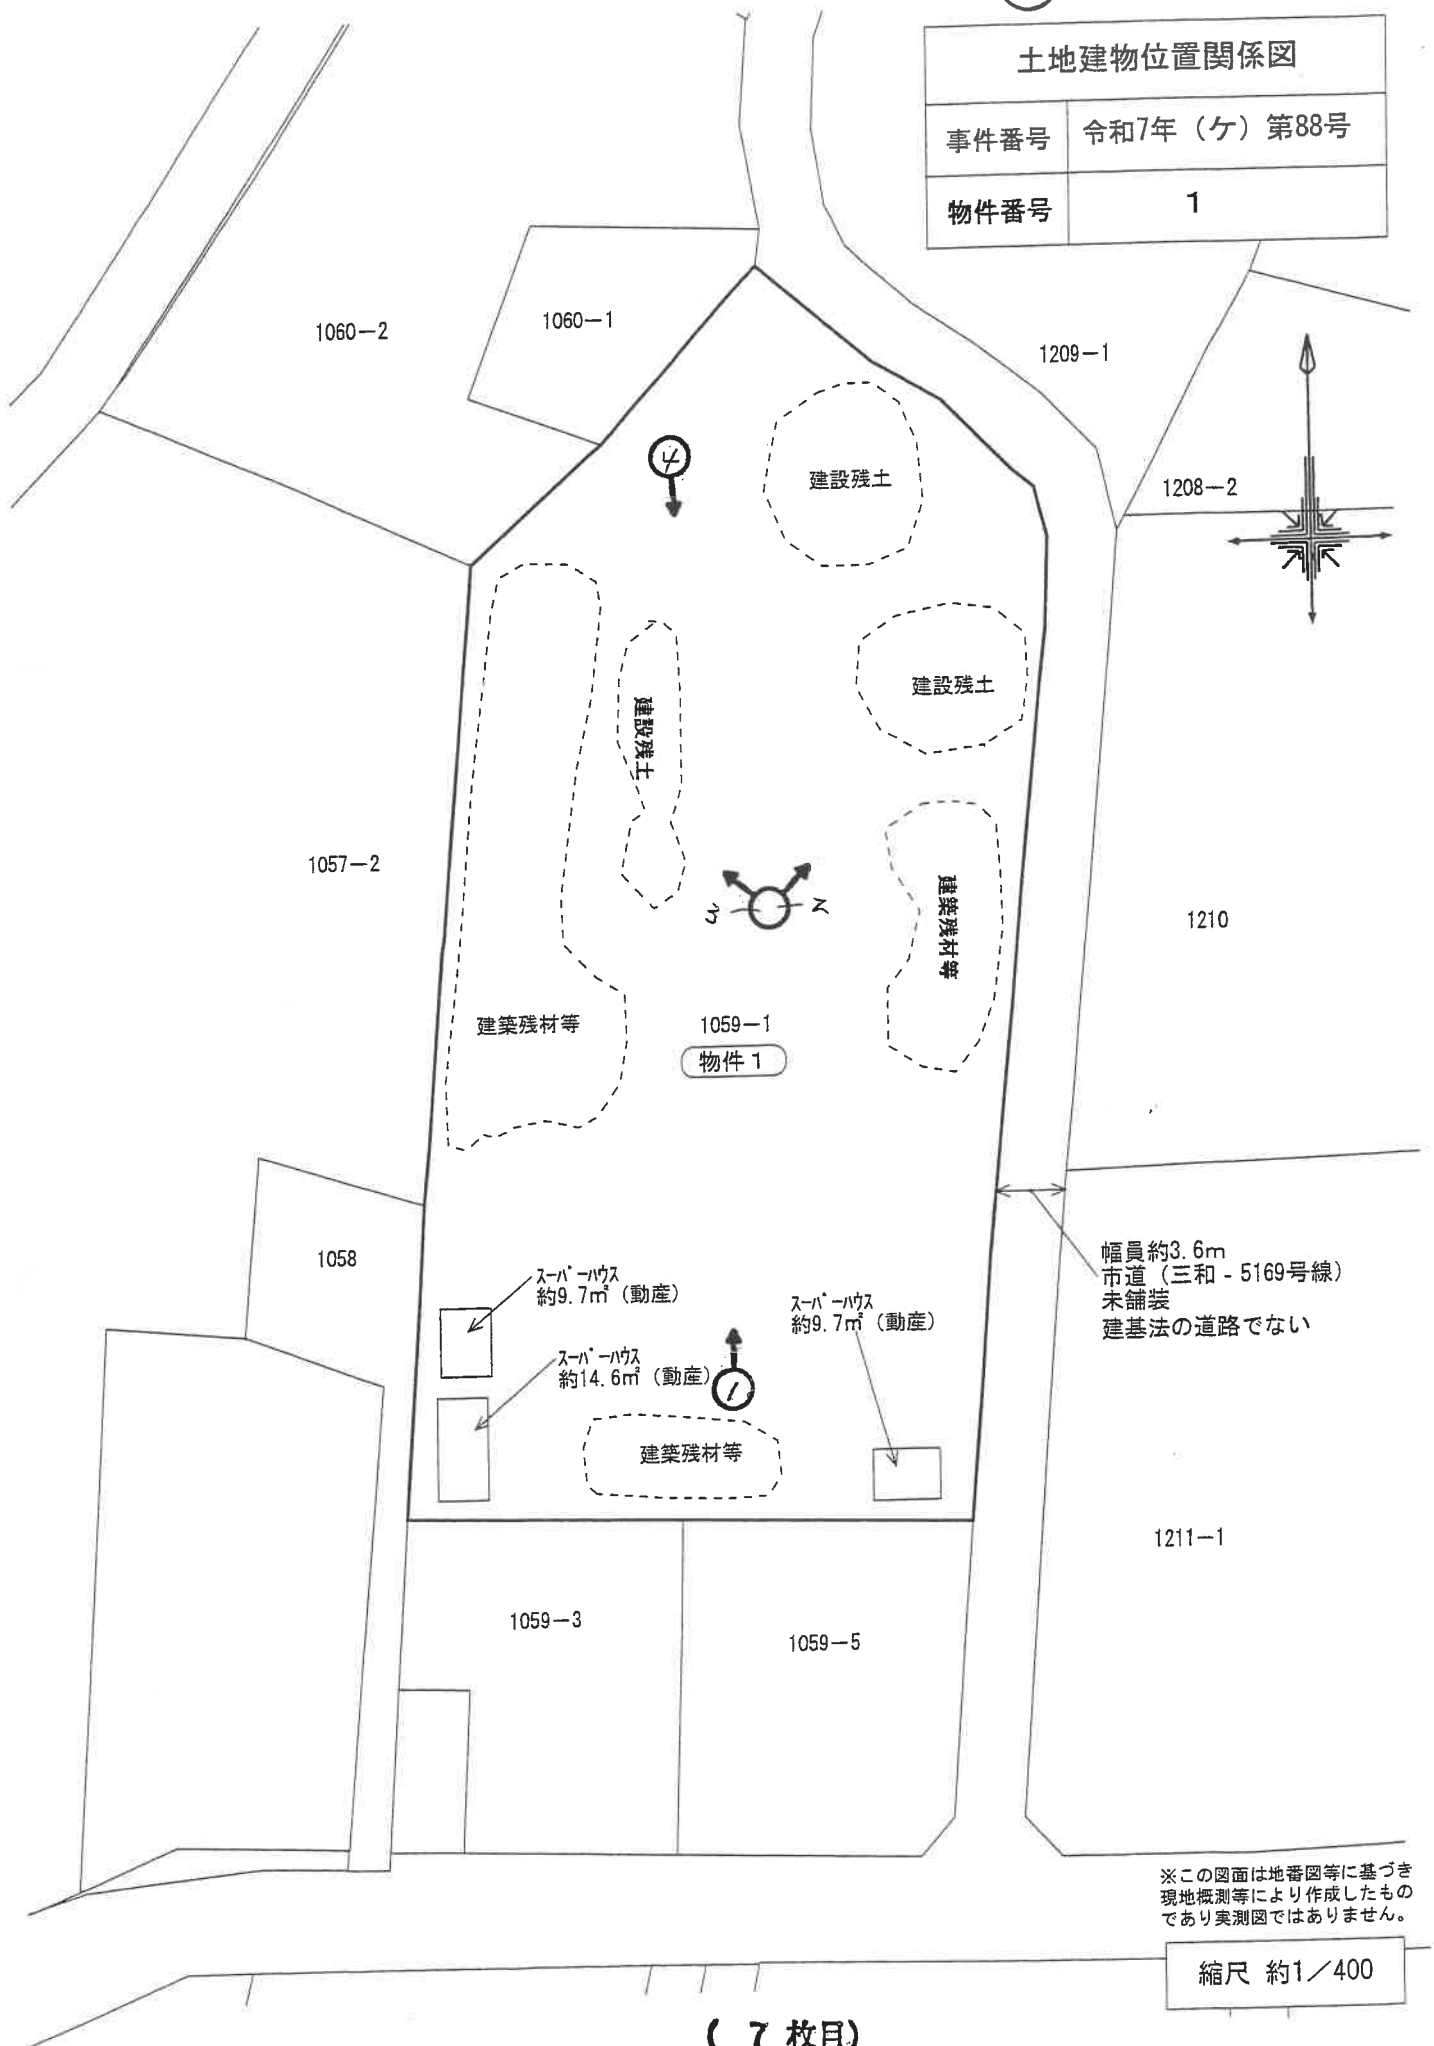 土地建物位置関係図
事件番号 令和7年（ケ）第88号
物件番号 1
1060－2
1060－1
1209－1
1208－2
4
建設残土
建設残土
建設残土
1057－2
建築残材等
3
2
1210
建築残材等
1059－1
物件1
1058
幅員約3.6m
市道（三和‐5169号線）
未舗装
建基法の道路でない
スーパーハウス
約9.7㎡（動産）
スーパーハウス
約9.7㎡（動産）
スーパーハウス
約14.6㎡（動産）
1
建築残材等
1211－1
1059－3
1059－5
※この図面は地番図等に基づき
現地概測等により作成したもの
であり実測図ではありません。
縮尺 約1／400
( 7 枚目)